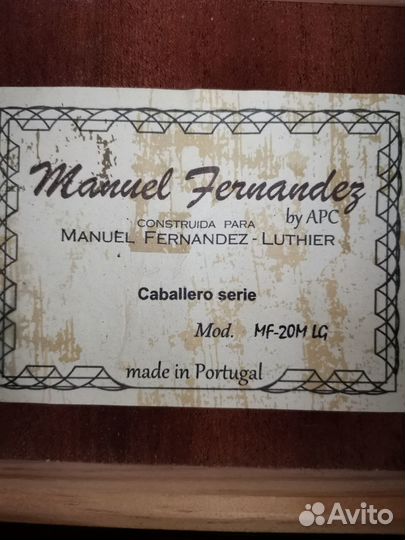 Manuel Fernandez
by APC
CONSTRUIDA PARA
MANUEL FERNANDEZ - LUTHIER
Caballero serie
Mod. MF-20M LG
made in Portugal
Avito